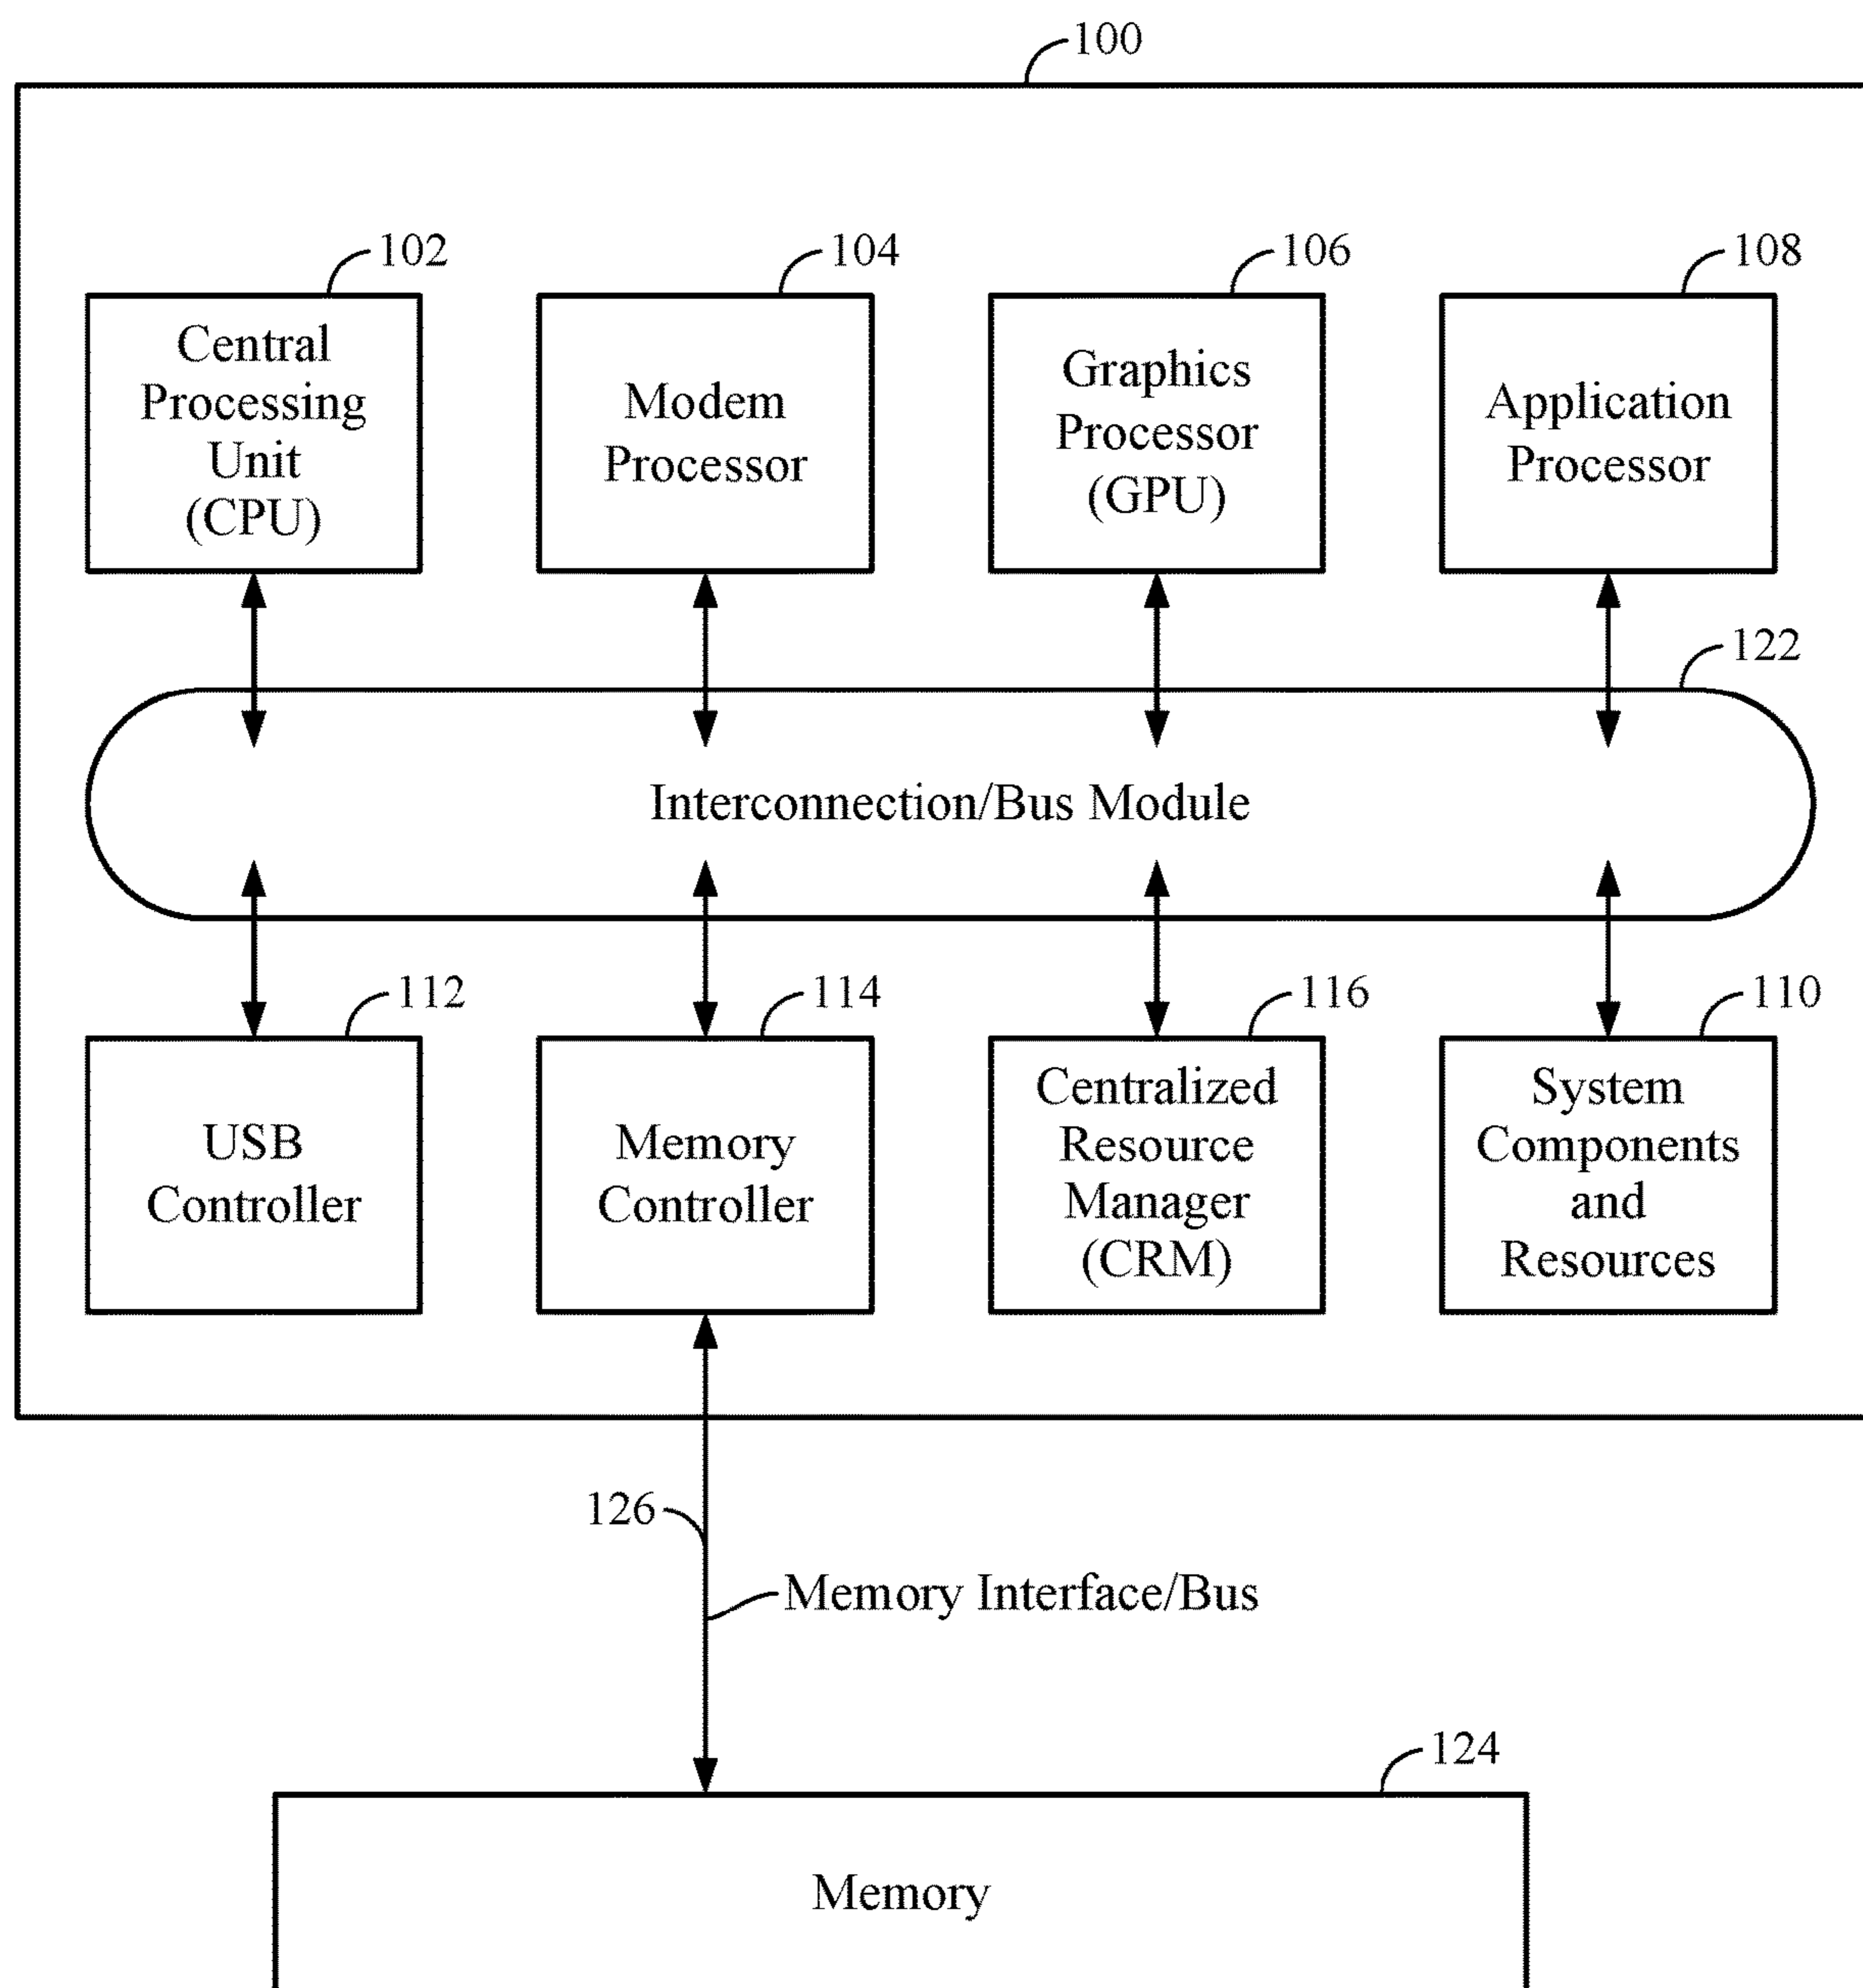 100
102
104
106
108
Central
Processing
Unit
(CPU)
Modem
Processor
Graphics
Processor
(GPU)
Application
Processor
122
Interconnection/Bus Module
112
114
116
110
USB
Controller
Memory
Controller
Centralized
Resource
Manager
(CRM)
System
Components
and
Resources
126
Memory Interface/Bus
124
Memory